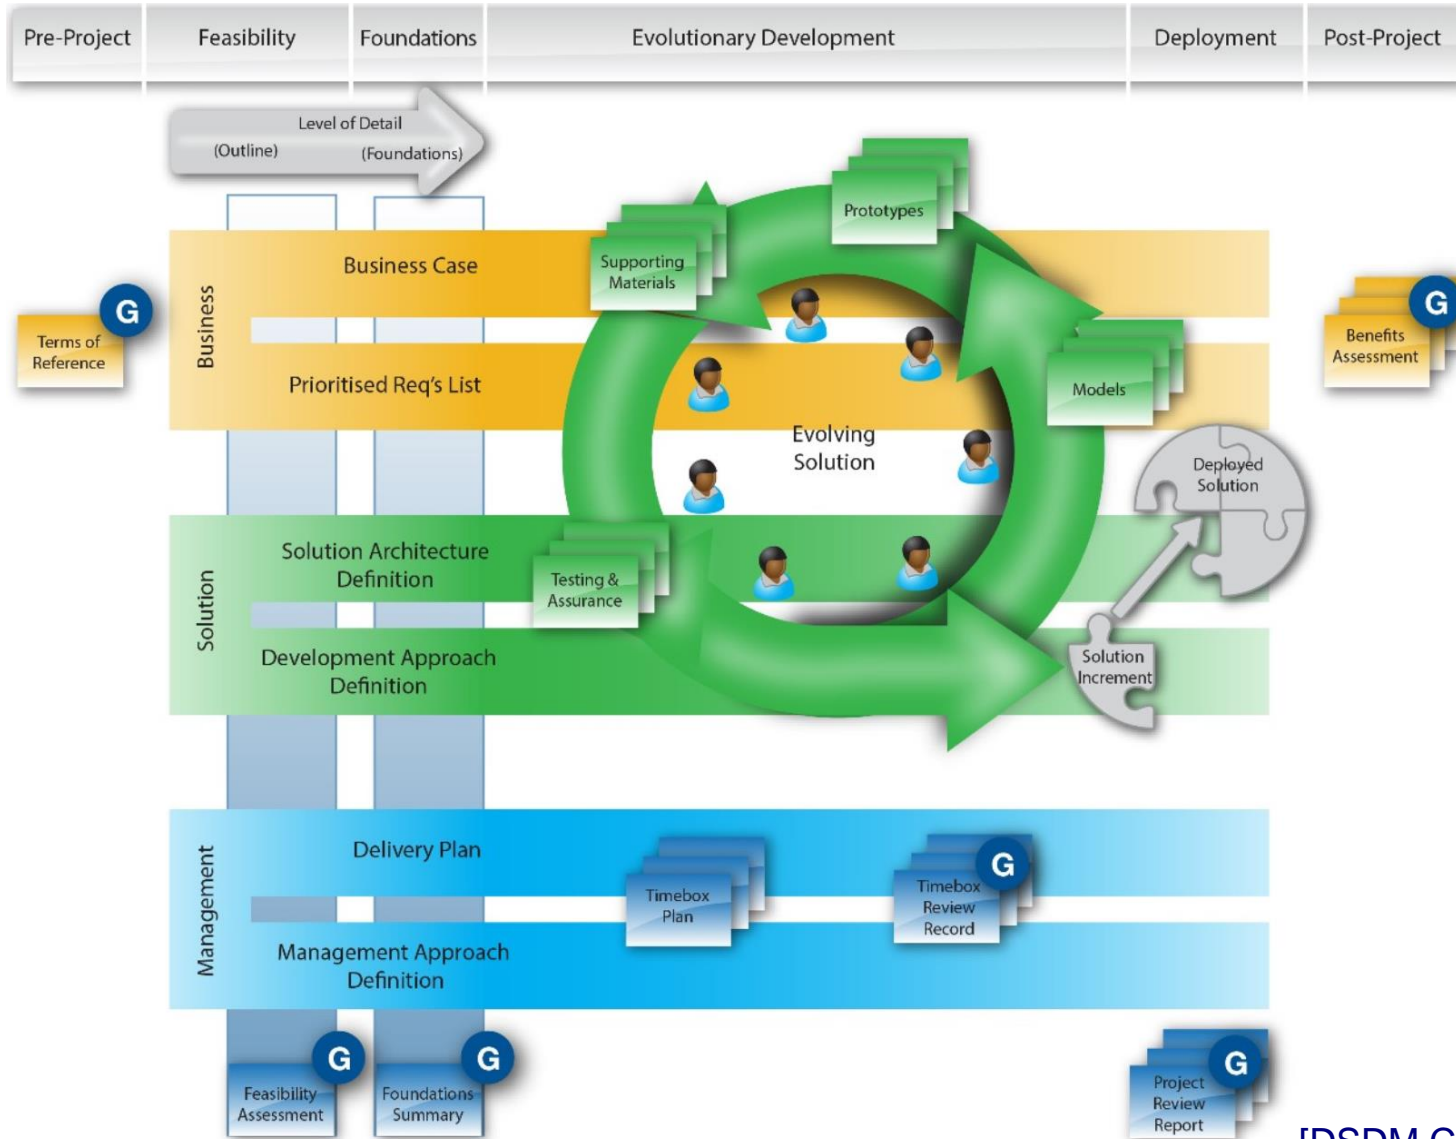 Pre-Project
Feasibility
Foundations
Evolutionary Development
Deployment
Post-Project
Level of Detail
(Outline)
(Foundations)
Prototypes
Supporting
Materials
Business
Business Case
G
Terms of
Reference
G
Benefits
Assessment
Prioritised Req's List
Models
Evolving
Solution
Deployed
Solution
Solution
Solution Architecture
Definition
Testing &
Assurance
Development Approach
Definition
Solution
Increment
Management
Delivery Plan
Timebox
Plan
G
Timebox
Review
Record
Management Approach
Definition
G
Feasibility
Assessment
G
Foundations
Summary
G
Project
Review
Report
[DSDM